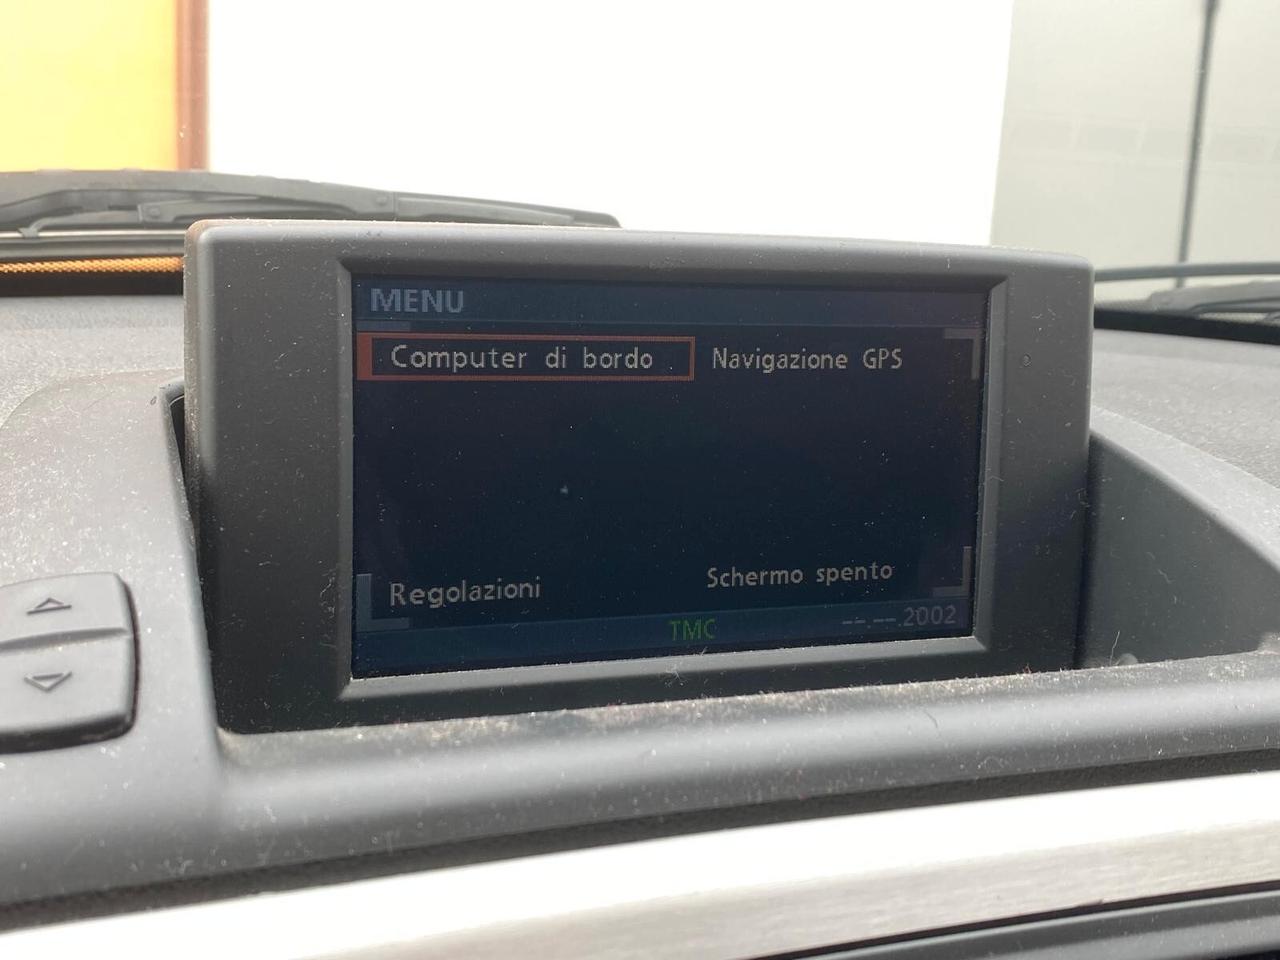 MENU
Computer di bordo Navigazione GPS
Regolazioni Schermo spento
TMC --.--.2002